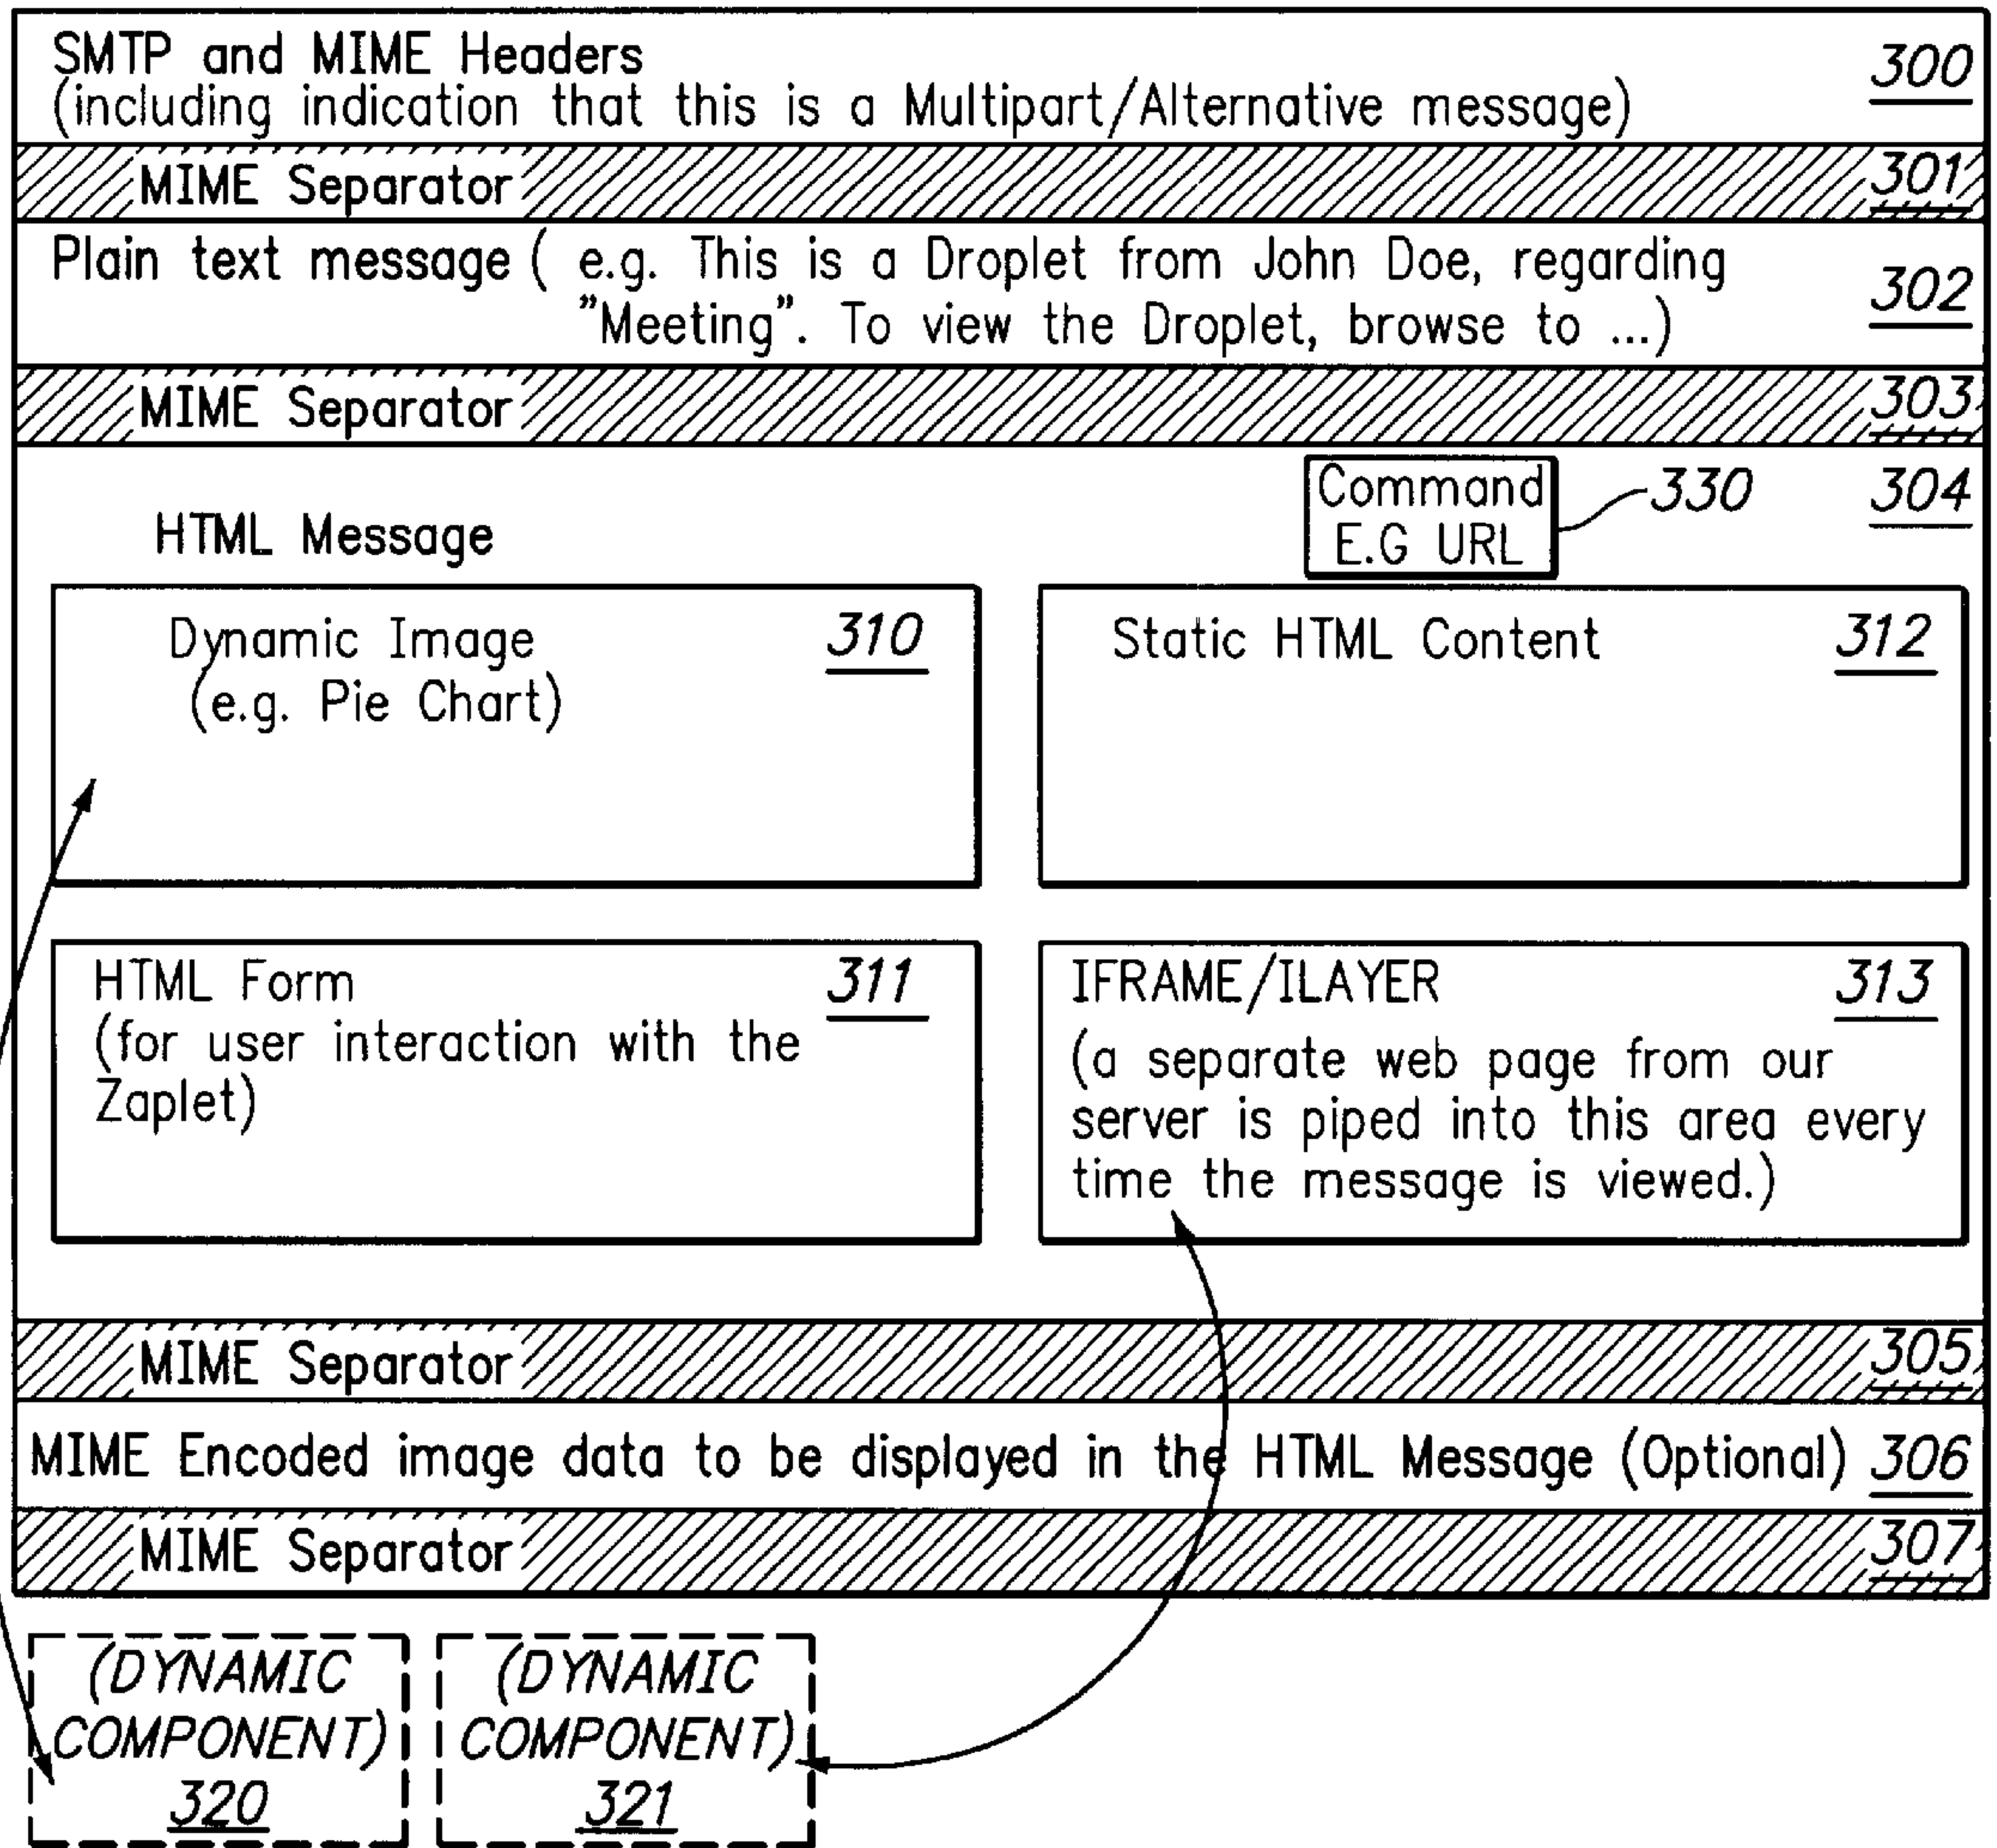 SMTP and MIME Headers 300
(including indication that this is a Multipart/Alternative message)
MIME Separator 301
Plain text message ( e.g. This is a Droplet from John Doe, regarding
"Meeting". To view the Droplet, browse to ...) 302
MIME Separator 303
Command
E.G URL
330
304
HTML Message
Dynamic Image 310
(e.g. Pie Chart)
Static HTML Content 312
HTML Form 311
(for user interaction with the
Zaplet)
IFRAME/ILAYER 313
(a separate web page from our
server is piped into this area every
time the message is viewed.)
MIME Separator 305
MIME Encoded image data to be displayed in the HTML Message (Optional) 306
MIME Separator 307
(DYNAMIC
COMPONENT)
320
(DYNAMIC
COMPONENT)
321